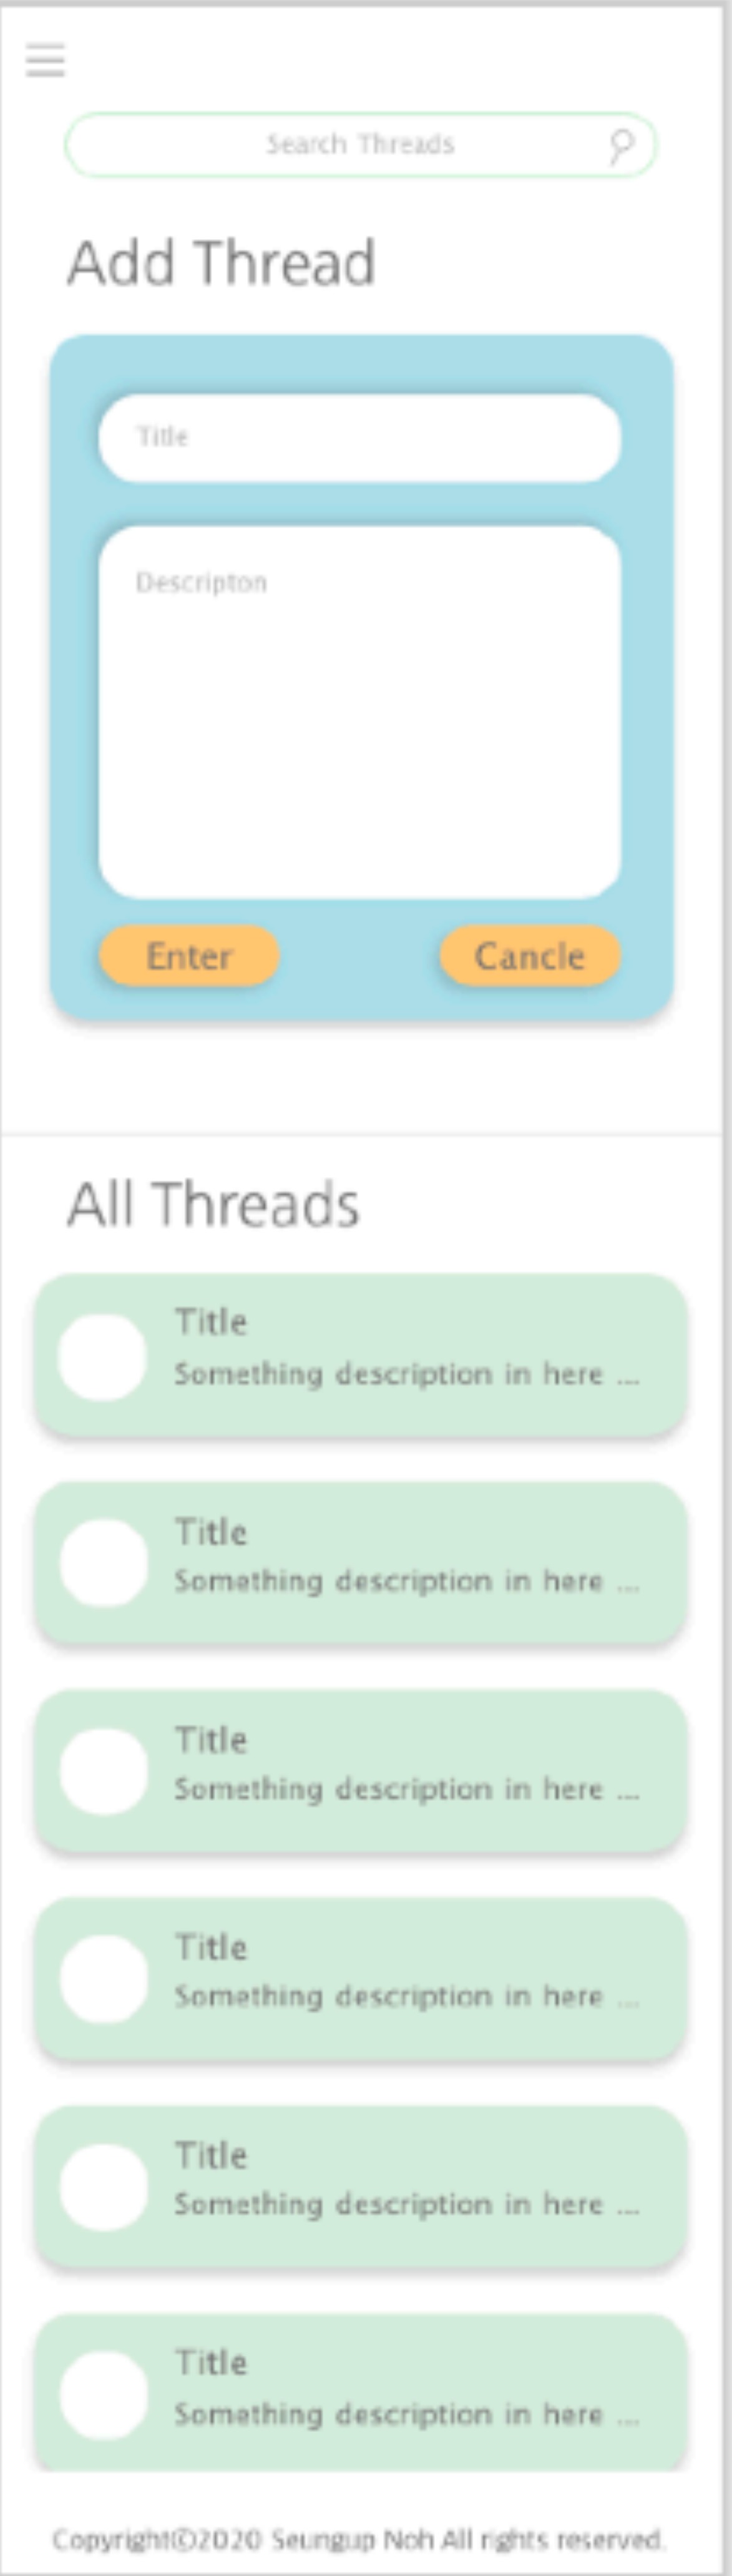 Search Threads
Add Thread
Title
Descripton
Enter
Cancle
All Threads
Title
Something description in here ...
Title
Something description in here ...
Title
Something description in here ...
Title
Something description in here ...
Title
Something description in here ...
Title
Something description in here ...
Copyright©2020 Seungup Noh All rights reserved.